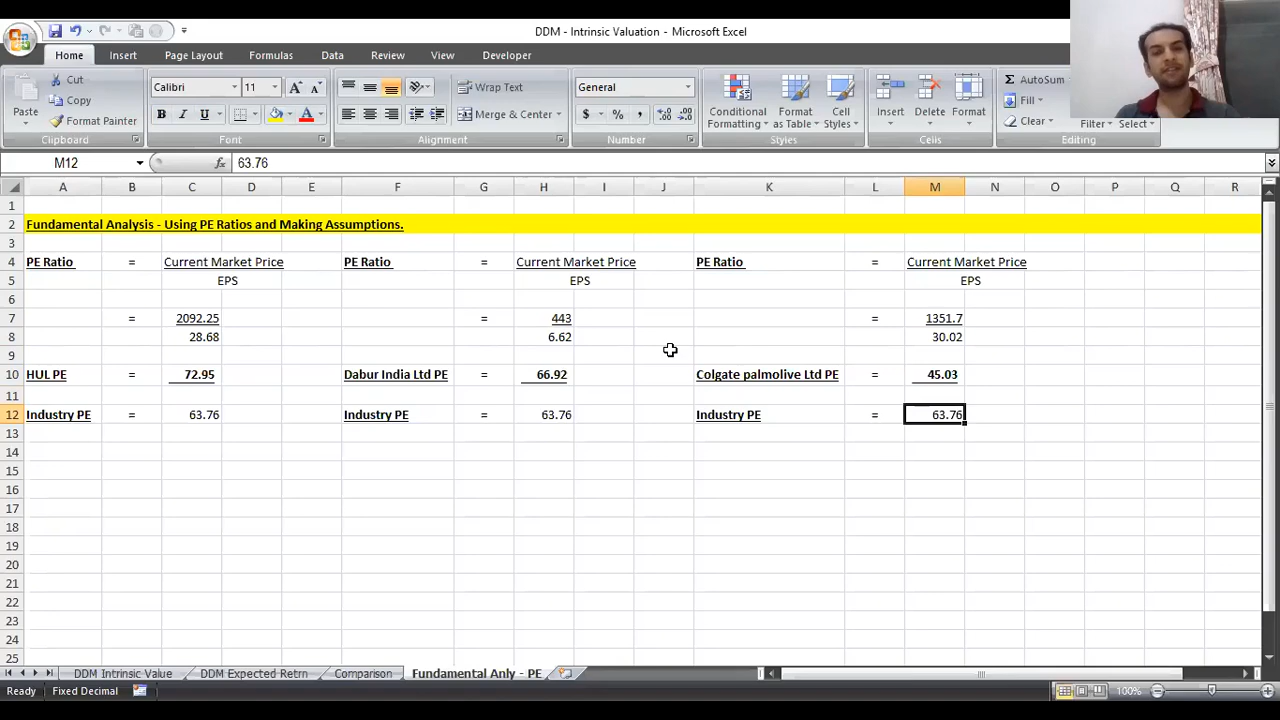 DDM - Intrinsic Valuation - Microsoft Excel
Home Insert Page Layout Formulas Data Review View Developer
Paste
Cut
Copy
Format Painter
Clipboard
Calibri 11 A A
B I U A
Font
Wrap Text
Merge & Center
Alignment
General
$ % ,
Number
Conditional Formatting
Format as Table
Cell Styles
Styles
Insert Delete Format
Cells
Σ AutoSum
Fill
Clear
Filter Select
Editing
M12 fx 63.76
A B C D E F G H I J K L M N O P Q R
1
2 Fundamental Analysis - Using PE Ratios and Making Assumptions.
3
4 PE Ratio = Current Market Price PE Ratio = Current Market Price PE Ratio = Current Market Price
5 EPS EPS EPS
6
7 = 2092.25 = 443 = 1351.7
8 28.68 6.62 30.02
9
10 HUL PE = 72.95 Dabur India Ltd PE = 66.92 Colgate palmolive Ltd PE = 45.03
11
12 Industry PE = 63.76 Industry PE = 63.76 Industry PE = 63.76
13
14
15
16
17
18
19
20
21
22
23
24
25
DDM Intrinsic Value DDM Expected Retrn Comparison Fundamental Anly - PE
Ready Fixed Decimal 100%